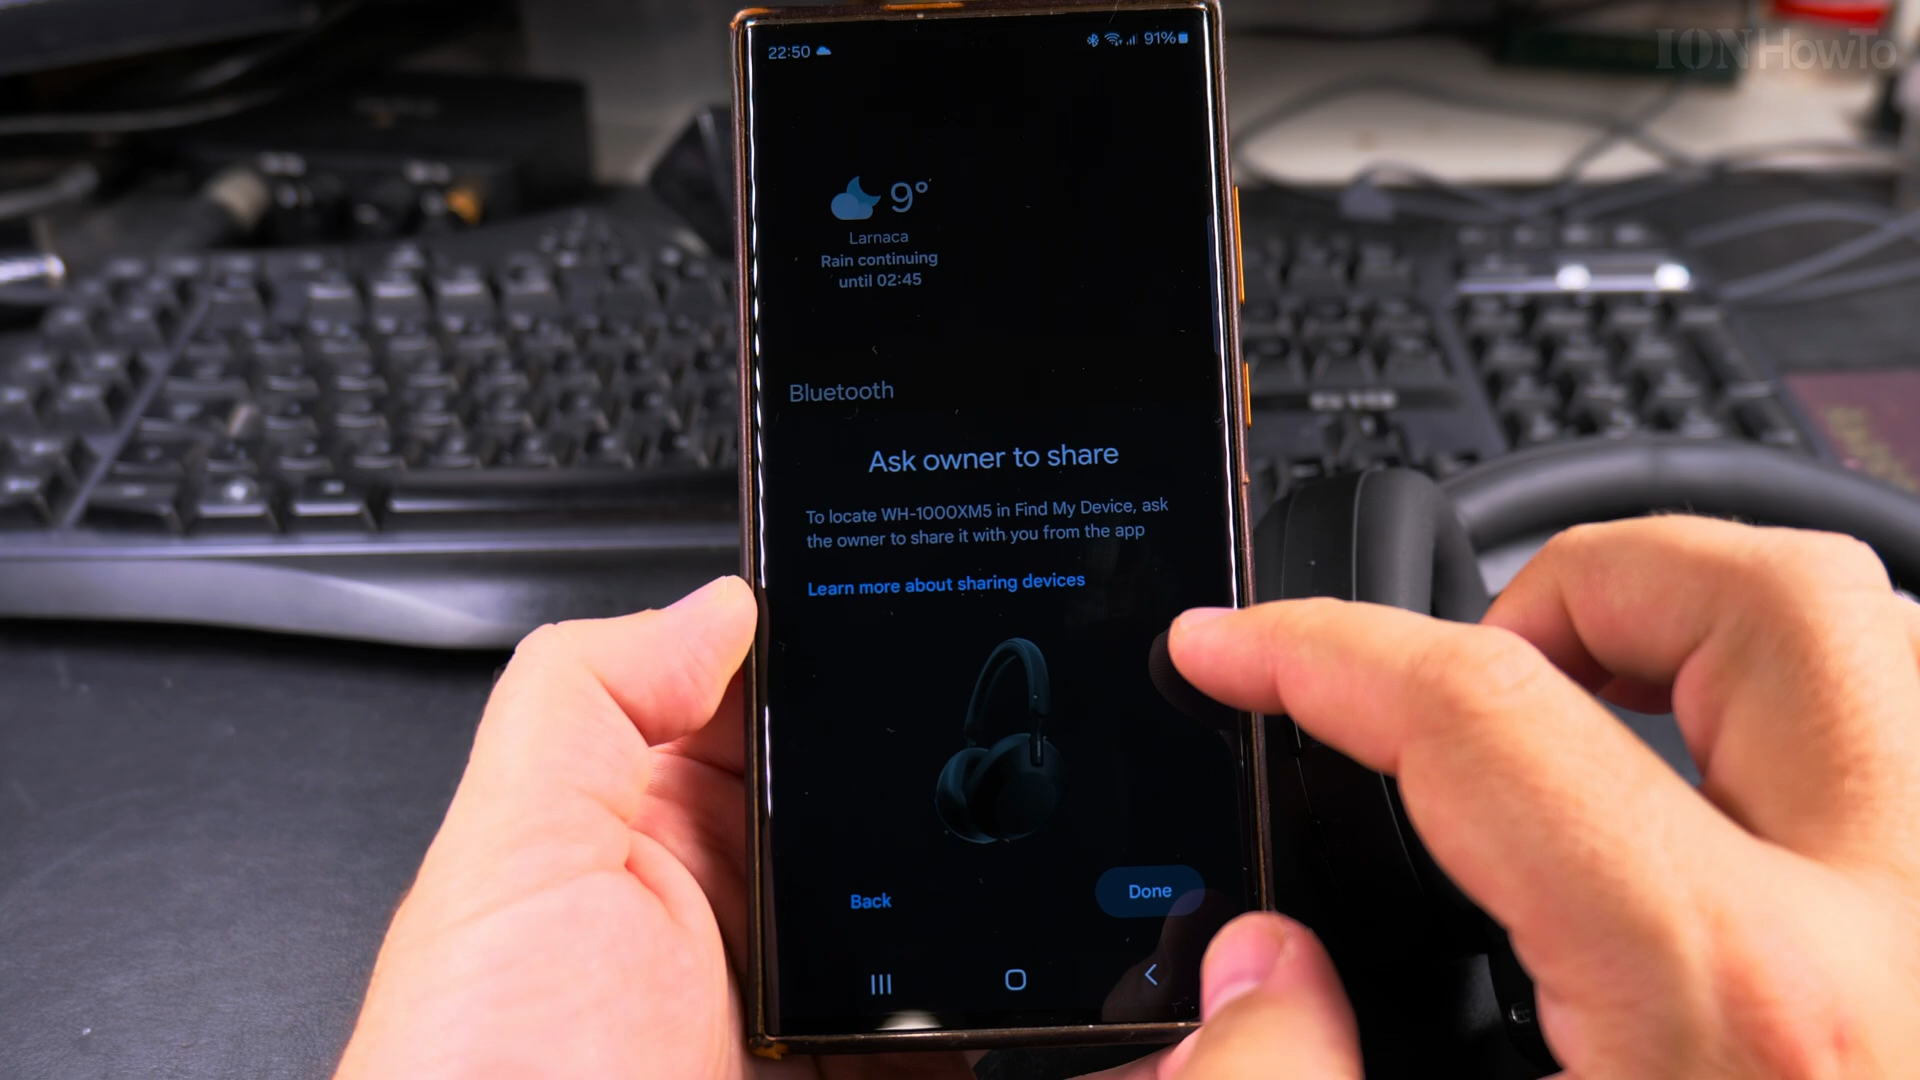 IONHowTo
22:50
91%
9°
Larnaca
Rain continuing
until 02:45
Bluetooth
Ask owner to share
To locate WH-1000XM5 in Find My Device, ask
the owner to share it with you from the app
Learn more about sharing devices
Back
Done